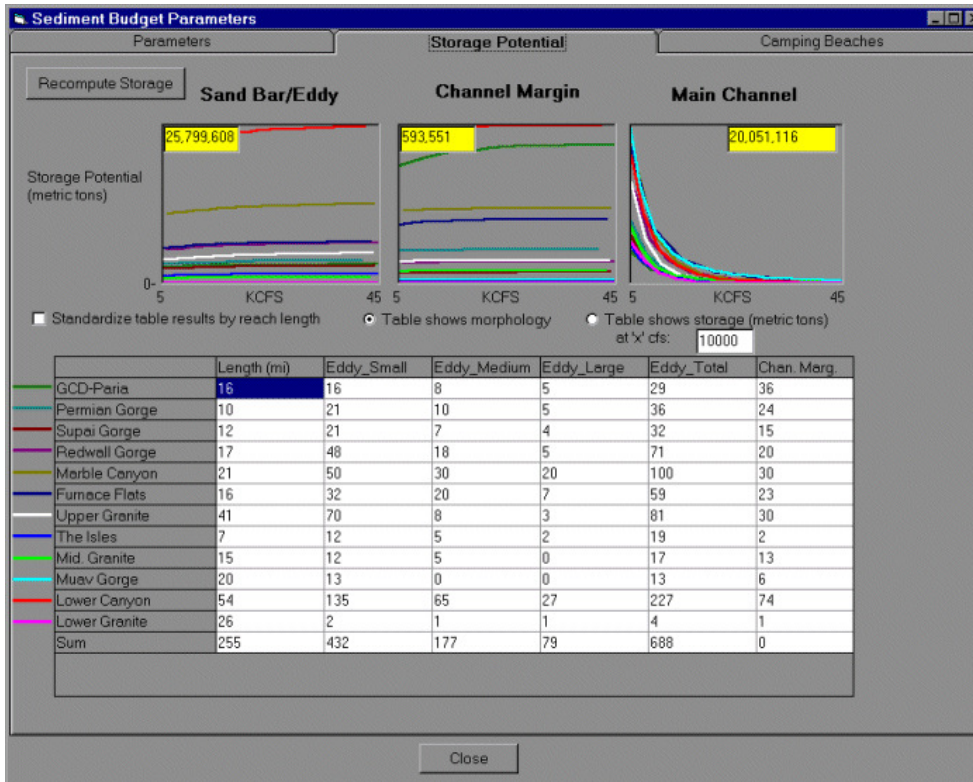 Sediment Budget Parameters
Parameters Storage Potential Camping Beaches
Recompute Storage
Sand Bar/Eddy Channel Margin Main Channel
25,799,608 593,551 20,051,116
Storage Potential
(metric tons)
0-
5 KCFS 45 5 KCFS 45 5 KCFS 45
Standardize table results by reach length Table shows morphology Table shows storage (metric tons)
at 'x' cfs: 10000
Length (mi) Eddy_Small Eddy_Medium Eddy_Large Eddy_Total Chan. Marg.
GCD-Paria 16 16 8 5 29 36
Permian Gorge 10 21 10 5 36 24
Supai Gorge 12 21 7 4 32 15
Redwall Gorge 17 48 18 5 71 20
Marble Canyon 21 50 30 20 100 30
Furnace Flats 16 32 20 7 59 23
Upper Granite 41 70 8 3 81 30
The Isles 7 12 5 2 19 2
Mid. Granite 15 12 5 0 17 13
Muav Gorge 20 13 0 0 13 6
Lower Canyon 54 135 65 27 227 74
Lower Granite 26 2 1 1 4 1
Sum 255 432 177 79 688 0
Close